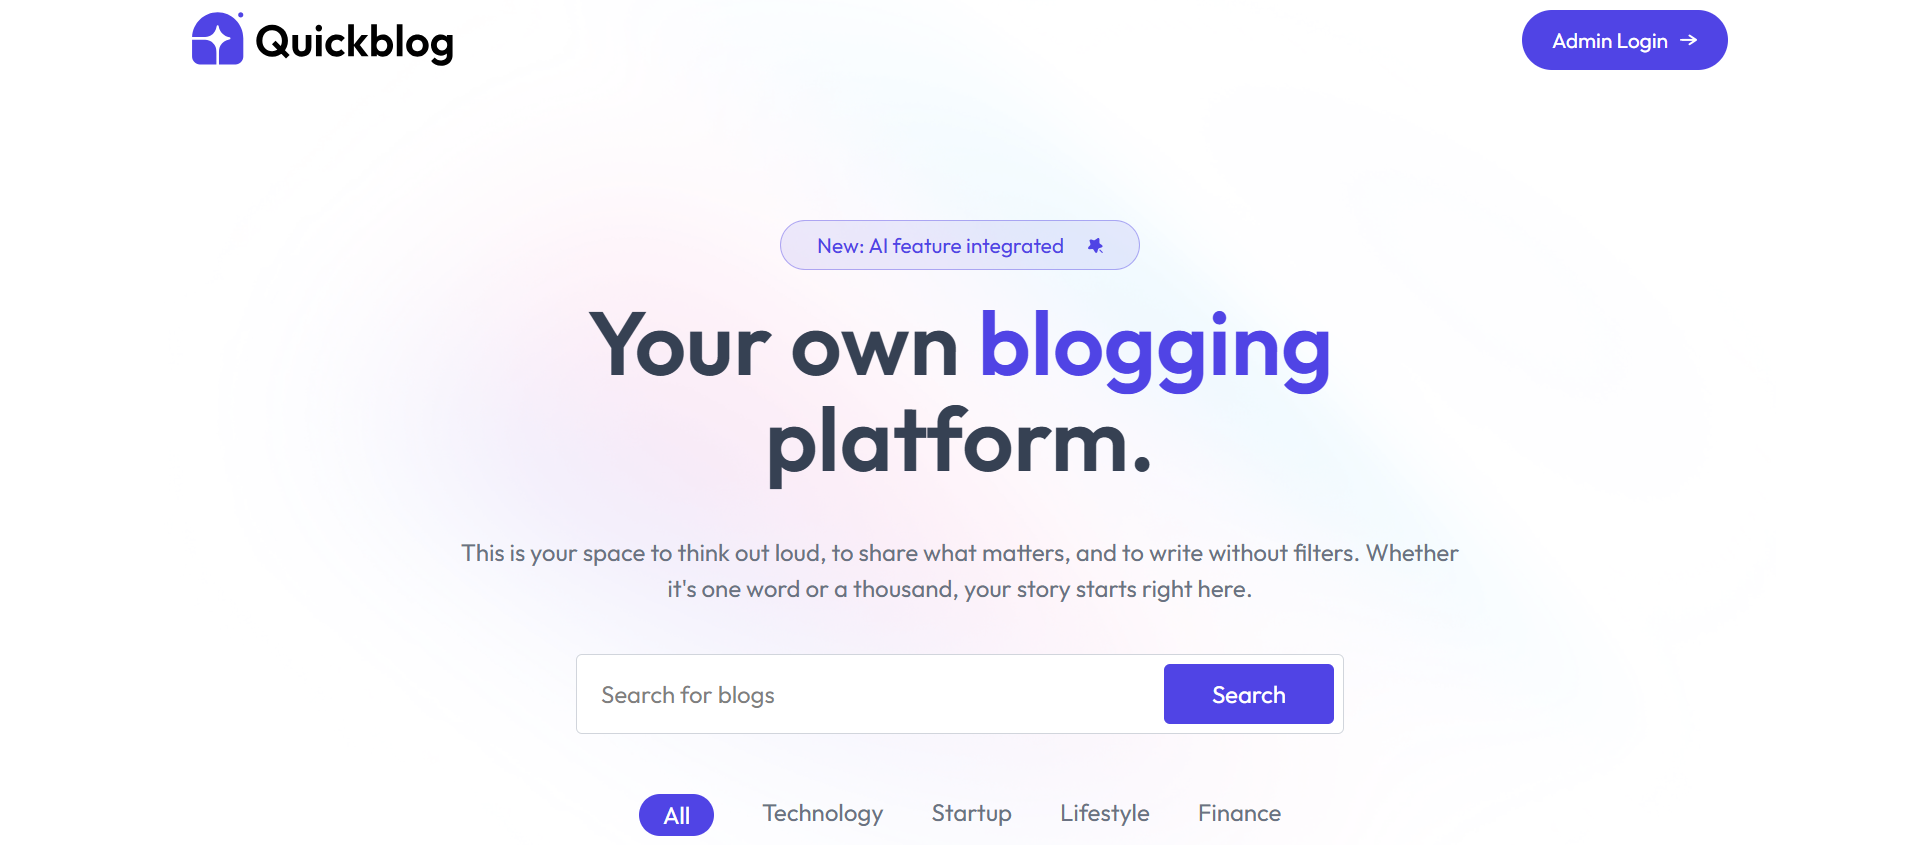 Quickblog
Admin Login →
New: AI feature integrated
Your own blogging
platform.
This is your space to think out loud, to share what matters, and to write without filters. Whether
it's one word or a thousand, your story starts right here.
Search for blogs
Search
All
Technology
Startup
Lifestyle
Finance